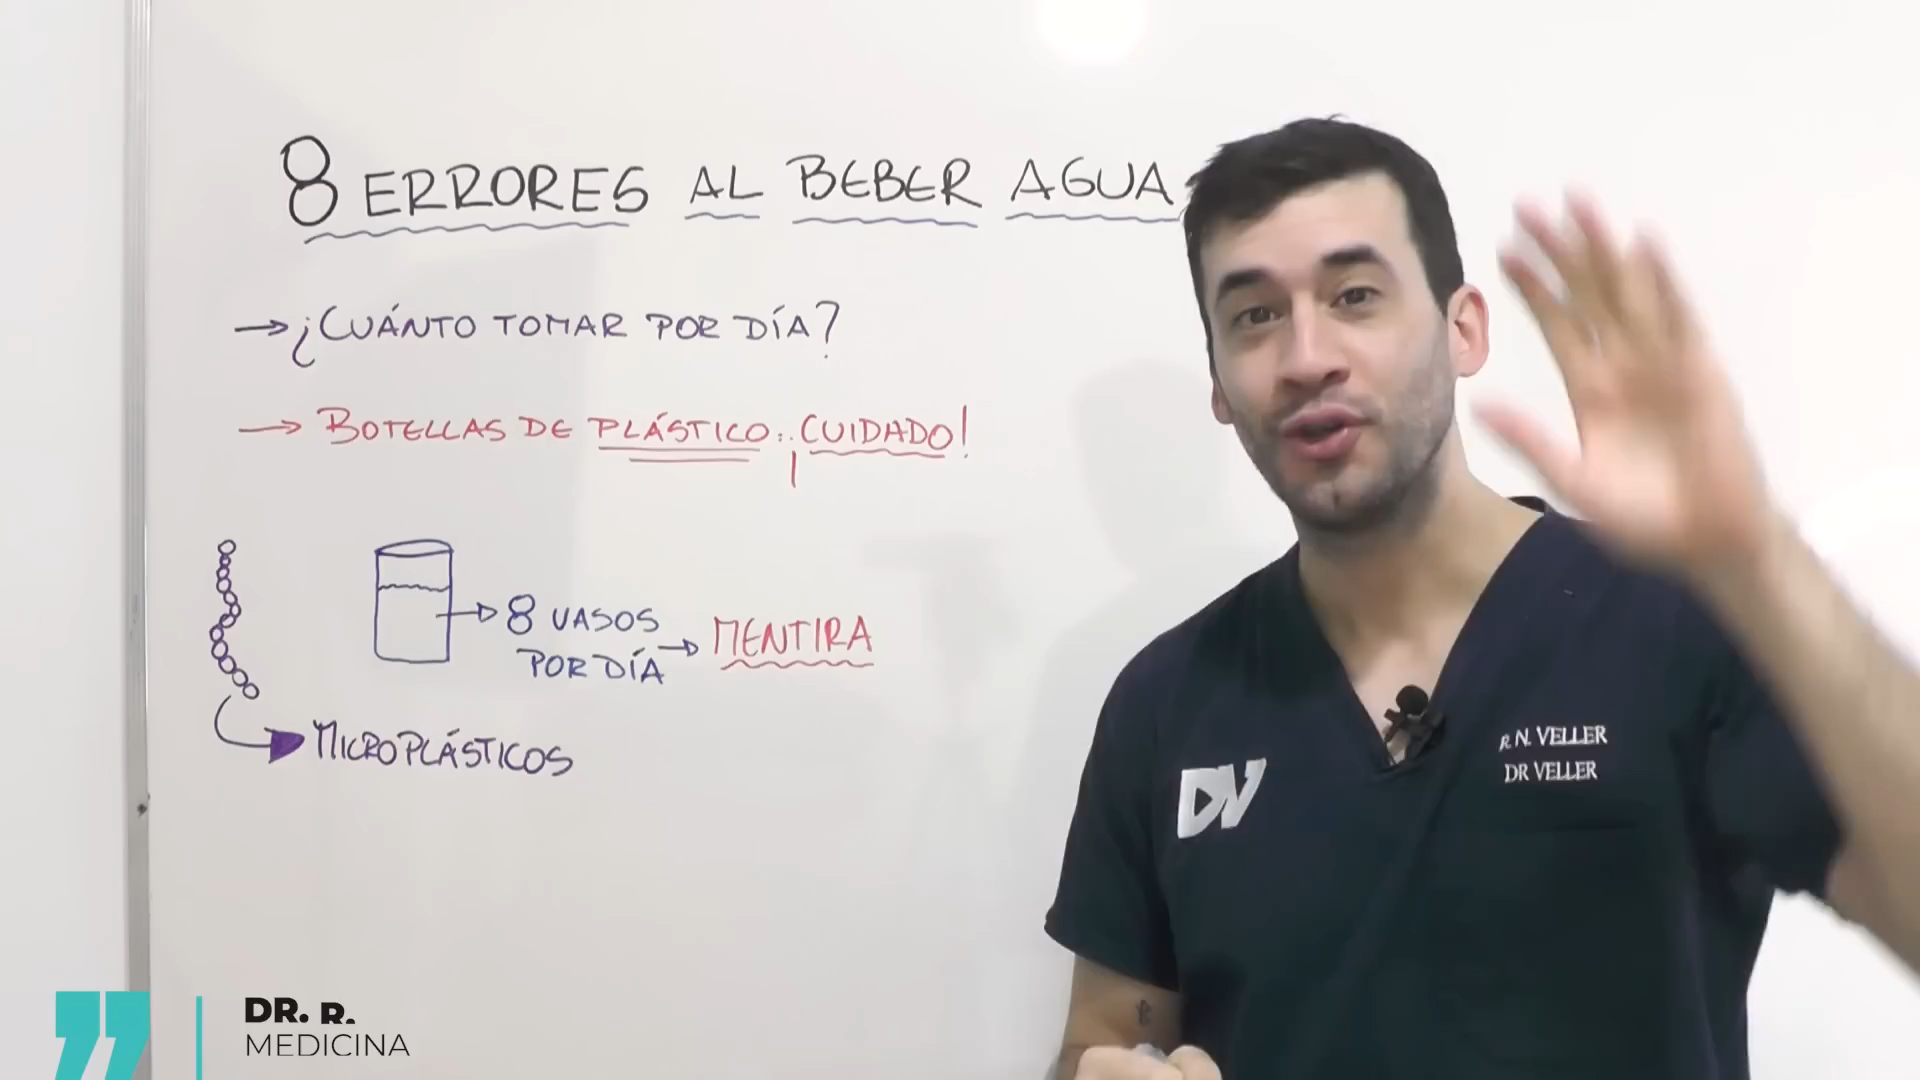 8 ERRORES AL BEBER AGUA
→ ¿CUÁNTO TOMAR POR DÍA?
→ BOTELLAS DE PLÁSTICO: ¡CUIDADO!
8 VASOS
POR DÍA → MENTIRA
MICROPLÁSTICOS
R N. VELLER
DR VELLER
DV
DR. R.
MEDICINA